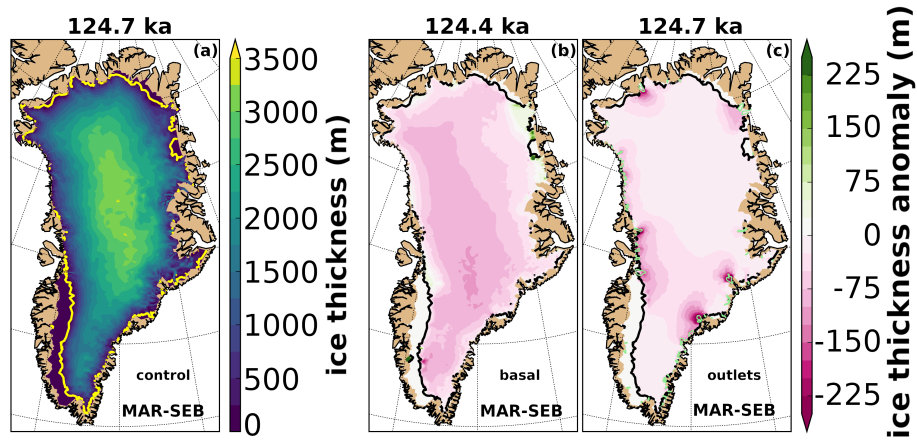 124.7 ka
(a)
control
MAR-SEB
3500
3000
2500
2000
1500
1000
500
0
ice thickness (m)
124.4 ka
(b)
basal
MAR-SEB
124.7 ka
(c)
outlets
MAR-SEB
225
150
75
0
-75
-150
-225
ice thickness anomaly (m)